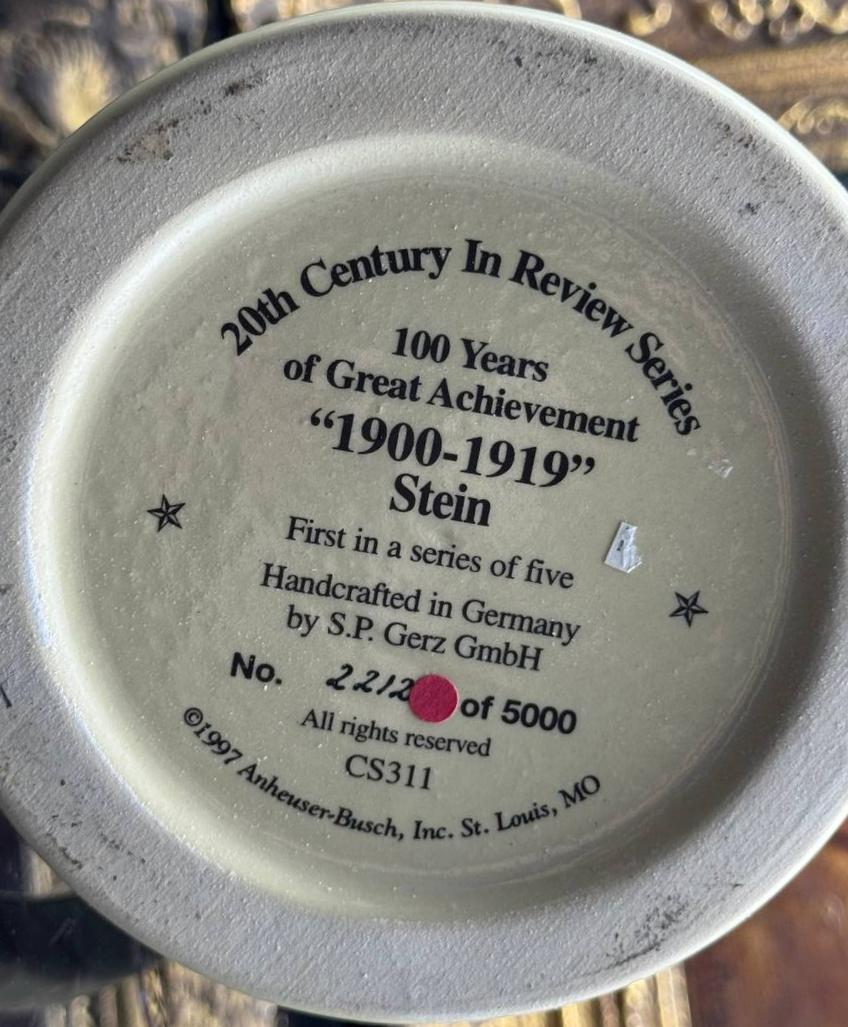 20th Century In Review Series
100 Years
of Great Achievement
“1900-1919”
Stein
First in a series of five
Handcrafted in Germany
by S.P. Gerz GmbH
No. 2212 of 5000
All rights reserved
CS311
©1997 Anheuser-Busch, Inc. St. Louis, MO